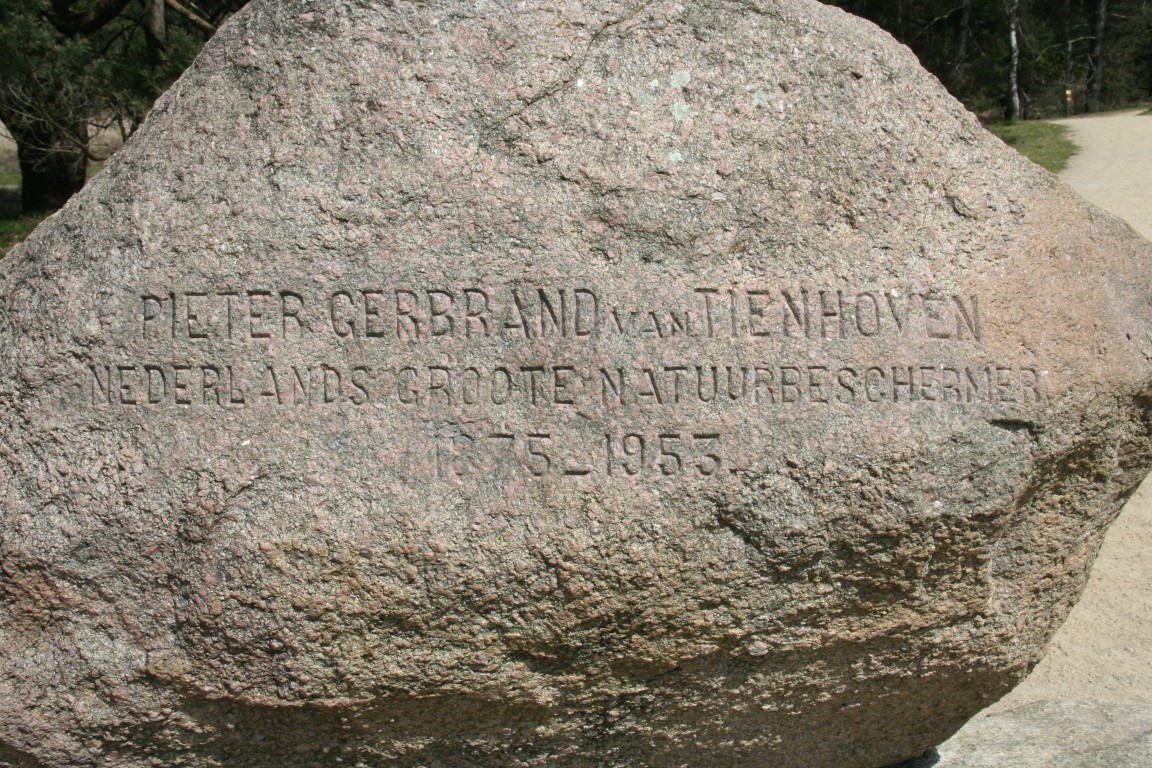 PIETER GERBRAND VAN TIENHOVEN
NEDERLANDS GROOTE NATUURBESCHERMER
1875 _ 1953